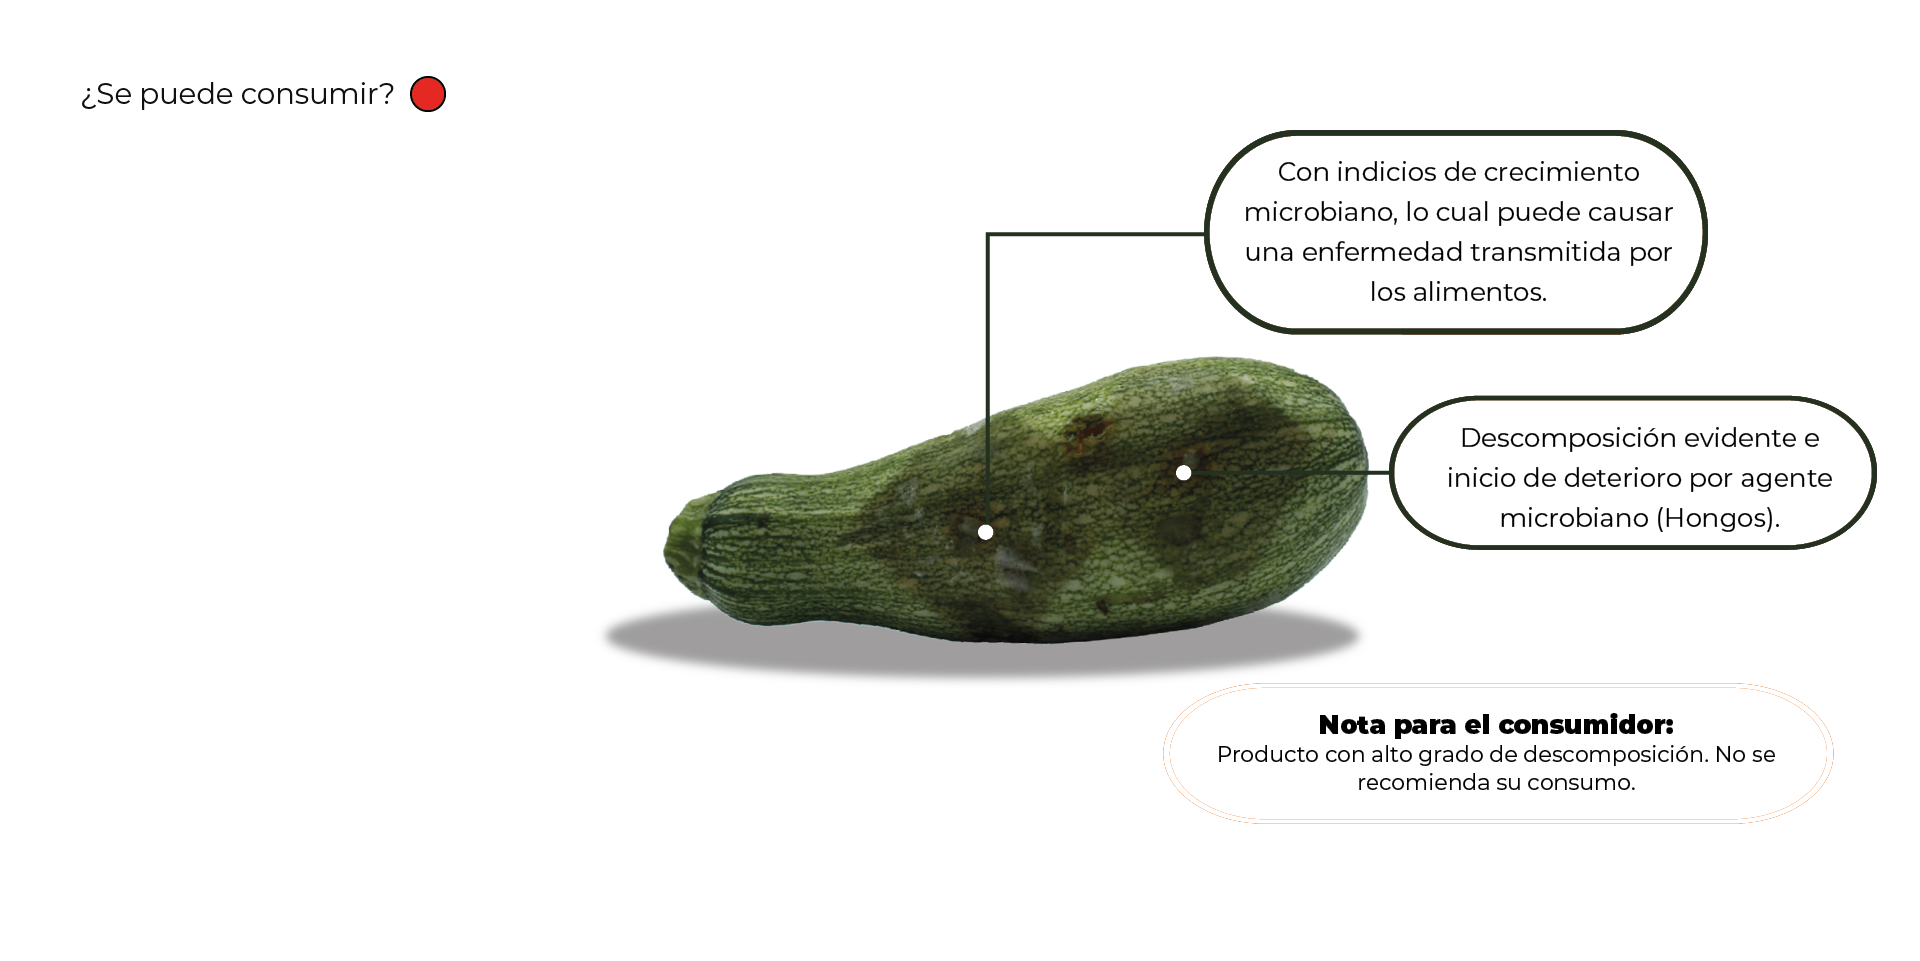 ¿Se puede consumir?
Con indicios de crecimiento
microbiano, lo cual puede causar
una enfermedad transmitida por
los alimentos.
Descomposición evidente e
inicio de deterioro por agente
microbiano (Hongos).
Nota para el consumidor:
Producto con alto grado de descomposición. No se
recomienda su consumo.